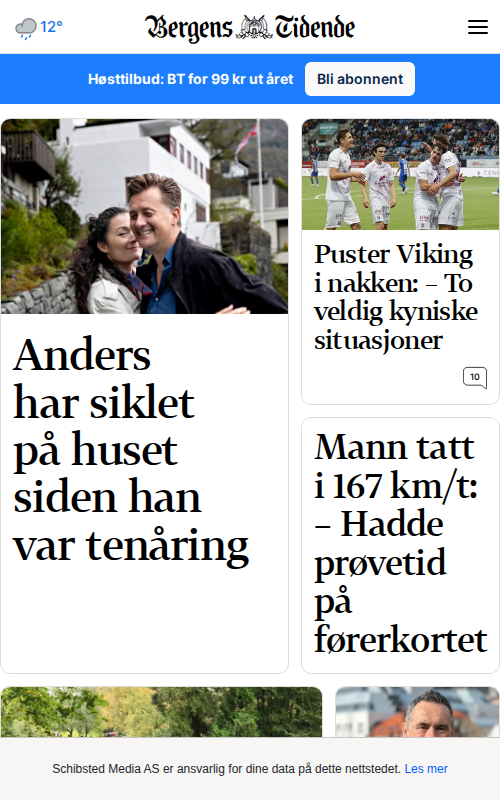 12°
Bergens Tidende
Høsttilbud: BT for 99 kr ut året
Bli abonnent
Anders
har siklet
på huset
siden han
var tenåring
Puster Viking
i nakken: – To
veldig kyniske
situasjoner
10
Mann tatt
i 167 km/t:
– Hadde
prøvetid
på
førerkortet
Schibsted Media AS er ansvarlig for dine data på dette nettstedet. Les mer